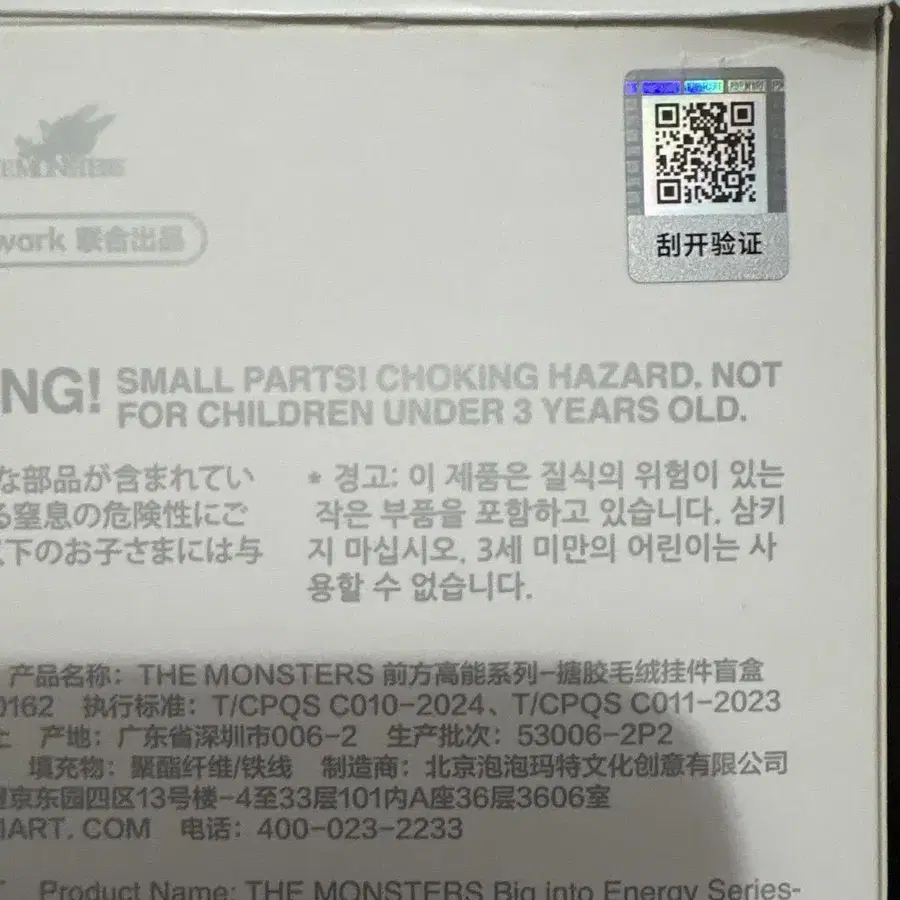 THE MONSTERS
work 联合出品
POP MART
刮开验证
NG! SMALL PARTS! CHOKING HAZARD. NOT
FOR CHILDREN UNDER 3 YEARS OLD.
な部品が含まれてい
る窒息の危険性にご
以下のお子さまには与
* 경고: 이 제품은 질식의 위험이 있는
작은 부품을 포함하고 있습니다. 삼키
지 마십시오. 3세 미만의 어린이는 사
용할 수 없습니다.
产品名称: THE MONSTERS 前方高能系列-搪胶毛绒挂件盲盒
0162 执行标准: T/CPQS C010-2024、T/CPQS C011-2023
产地: 广东省深圳市006-2 生产批次: 53006-2P2
填充物: 聚酯纤维/铁线 制造商: 北京泡泡玛特文化创意有限公司
京东园四区13号楼-4至33层101内A座36层3606室
MART. COM 电话: 400-023-2233
Product Name: THE MONSTERS Big into Energy Series-